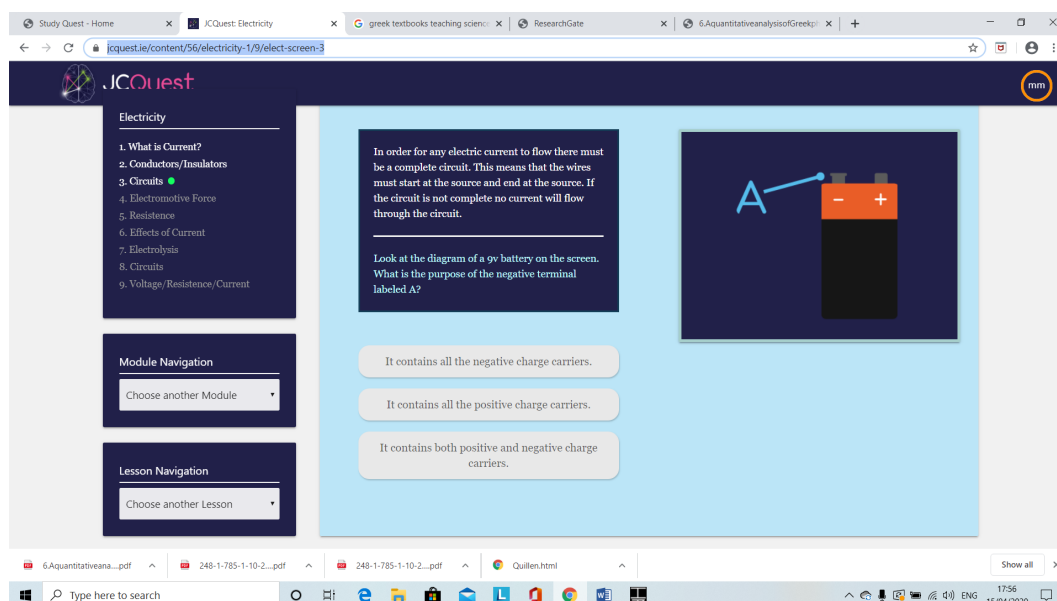 Study Quest - Home
JCQuest: Electricity
greek textbooks teaching science
ResearchGate
6.AquantitativeanalysisofGreekph
jcquest.ie/content/56/electricity-1/9/elect-screen-3
JCQuest
mm
Electricity
1. What is Current?
2. Conductors/Insulators
3. Circuits
4. Electromotive Force
5. Resistence
6. Effects of Current
7. Electrolysis
8. Circuits
9. Voltage/Resistence/Current
Module Navigation
Choose another Module
Lesson Navigation
Choose another Lesson
In order for any electric current to flow there must
be a complete circuit. This means that the wires
must start at the source and end at the source. If
the circuit is not complete no current will flow
through the circuit.
Look at the diagram of a 9v battery on the screen.
What is the purpose of the negative terminal
labeled A?
It contains all the negative charge carriers.
It contains all the positive charge carriers.
It contains both positive and negative charge
carriers.
A
- +
6.Aquantitativeana....pdf
248-1-785-1-10-2....pdf
248-1-785-1-10-2....pdf
Quillen.html
Show all
Type here to search
ENG
17:56
15/04/2020